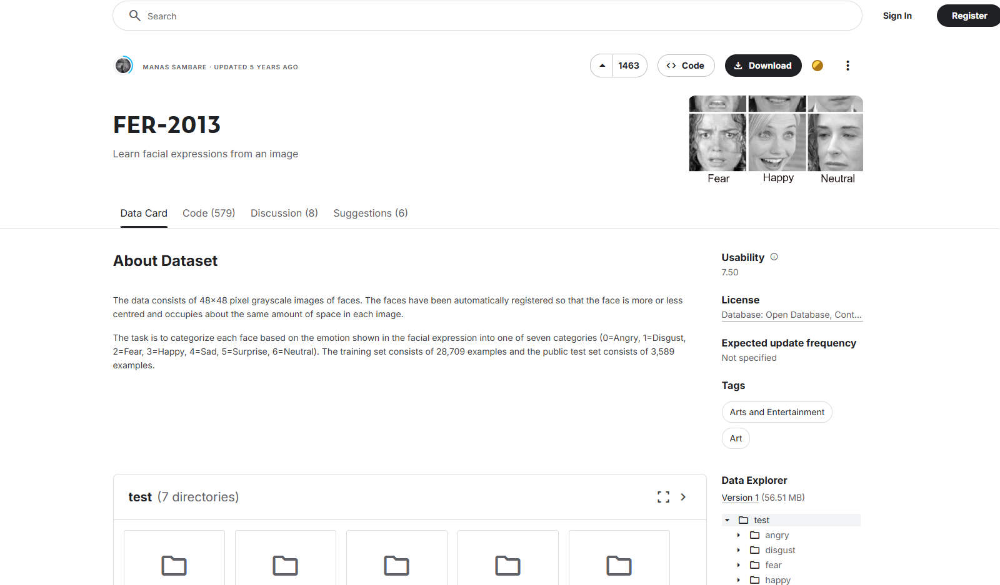 Search
Sign In
Register
MANAS SAMBARE · UPDATED 5 YEARS AGO
1463
<> Code
Download
FER-2013
Learn facial expressions from an image
Fear
Happy
Neutral
Data Card
Code (579)
Discussion (8)
Suggestions (6)
About Dataset
The data consists of 48x48 pixel grayscale images of faces. The faces have been automatically registered so that the face is more or less
centred and occupies about the same amount of space in each image.
The task is to categorize each face based on the emotion shown in the facial expression into one of seven categories (0=Angry, 1=Disgust,
2=Fear, 3=Happy, 4=Sad, 5=Surprise, 6=Neutral). The training set consists of 28,709 examples and the public test set consists of 3,589
examples.
Usability
7.50
License
Database: Open Database, Cont...
Expected update frequency
Not specified
Tags
Arts and Entertainment
Art
test (7 directories)
Data Explorer
Version 1 (56.51 MB)
test
angry
disgust
fear
happy